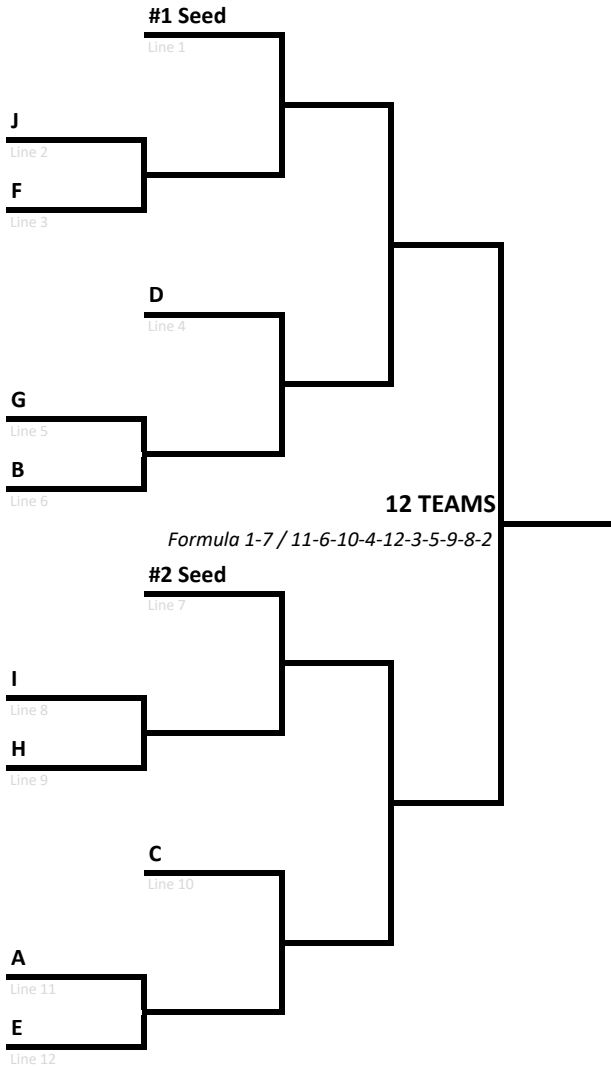 #1 Seed
Line 1
J
Line 2
F
Line 3
D
Line 4
G
Line 5
B
Line 6
12 TEAMS
Formula 1-7 / 11-6-10-4-12-3-5-9-8-2
#2 Seed
Line 7
I
Line 8
H
Line 9
C
Line 10
A
Line 11
E
Line 12